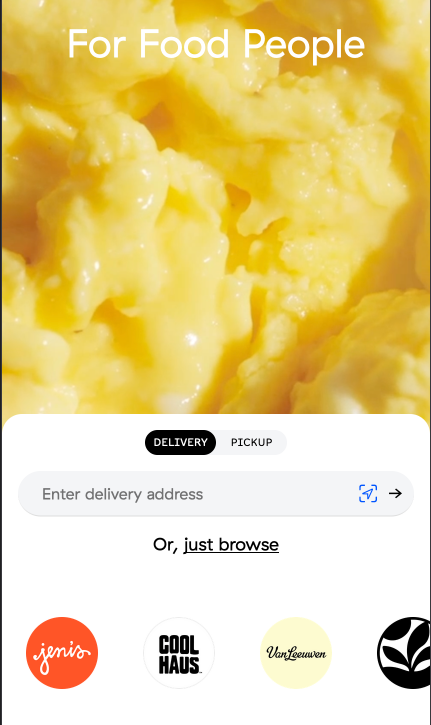 For Food People
DELIVERY PICKUP
Enter delivery address
Or, just browse
jenis
COOL
HAUS
VanLeeuwen